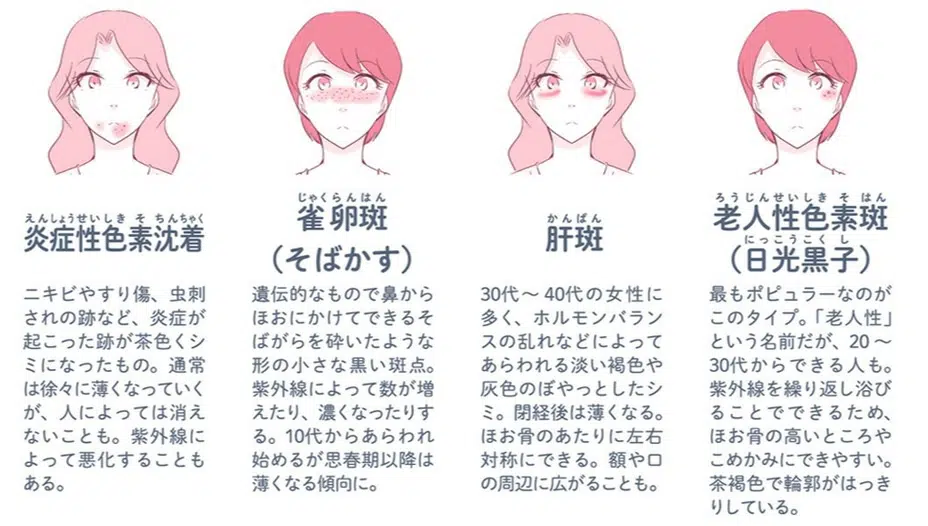 えんしょうせいしき そ ちんちゃく
炎症性色素沈着
ニキビやすり傷、虫刺
されの跡など、炎症が
起こった跡が茶色くシ
ミになったもの。通常
は徐々に薄くなっていく
が、人によっては消え
ないことも。紫外線に
よって悪化することも
ある。
じゃくらんはん
雀卵斑
（そばかす）
遺伝的なもので鼻から
ほおにかけてできるそ
ばがらを砕いたような
形の小さな黒い斑点。
紫外線によって数が増
えたり、濃くなったりす
る。10代からあらわれ
始めるが思春期以降は
薄くなる傾向に。
かんぱん
肝斑
30代～40代の女性に
多く、ホルモンバラン
スの乱れなどによって
あらわれる淡い褐色や
灰色のぼやっとしたシ
ミ。閉経後は薄くなる。
ほお骨のあたりに左右
対称にできる。額や口
の周辺に広がることも。
ろうじんせいしき そ はん
老人性色素斑
にっこうこく し
（日光黒子）
最もポピュラーなのが
このタイプ。「老人性」
という名前だが、20～
30代からできる人も。
紫外線を繰り返し浴び
ることでできるため、
ほお骨の高いところや
こめかみにできやすい。
茶褐色で輪郭がはっき
りしている。